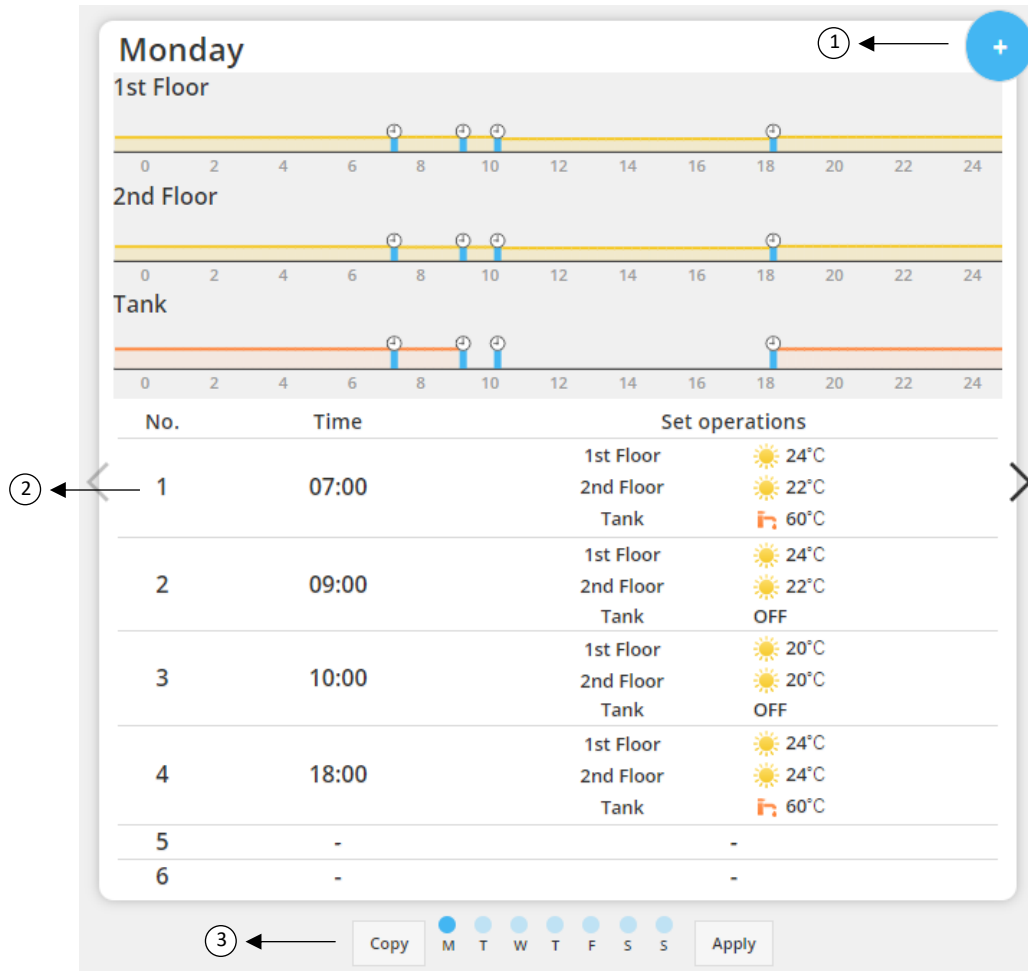 Monday
1 +
1st Floor
0 2 4 6 8 10 12 14 16 18 20 22 24
2nd Floor
0 2 4 6 8 10 12 14 16 18 20 22 24
Tank
0 2 4 6 8 10 12 14 16 18 20 22 24
No. Time Set operations
1st Floor 24°C
2 1 07:00 2nd Floor 22°C
Tank 60°C
1st Floor 24°C
2 09:00 2nd Floor 22°C
Tank OFF
1st Floor 20°C
3 10:00 2nd Floor 20°C
Tank OFF
1st Floor 24°C
4 18:00 2nd Floor 24°C
Tank 60°C
5 - -
6 - -
3 Copy M T W T F S S Apply